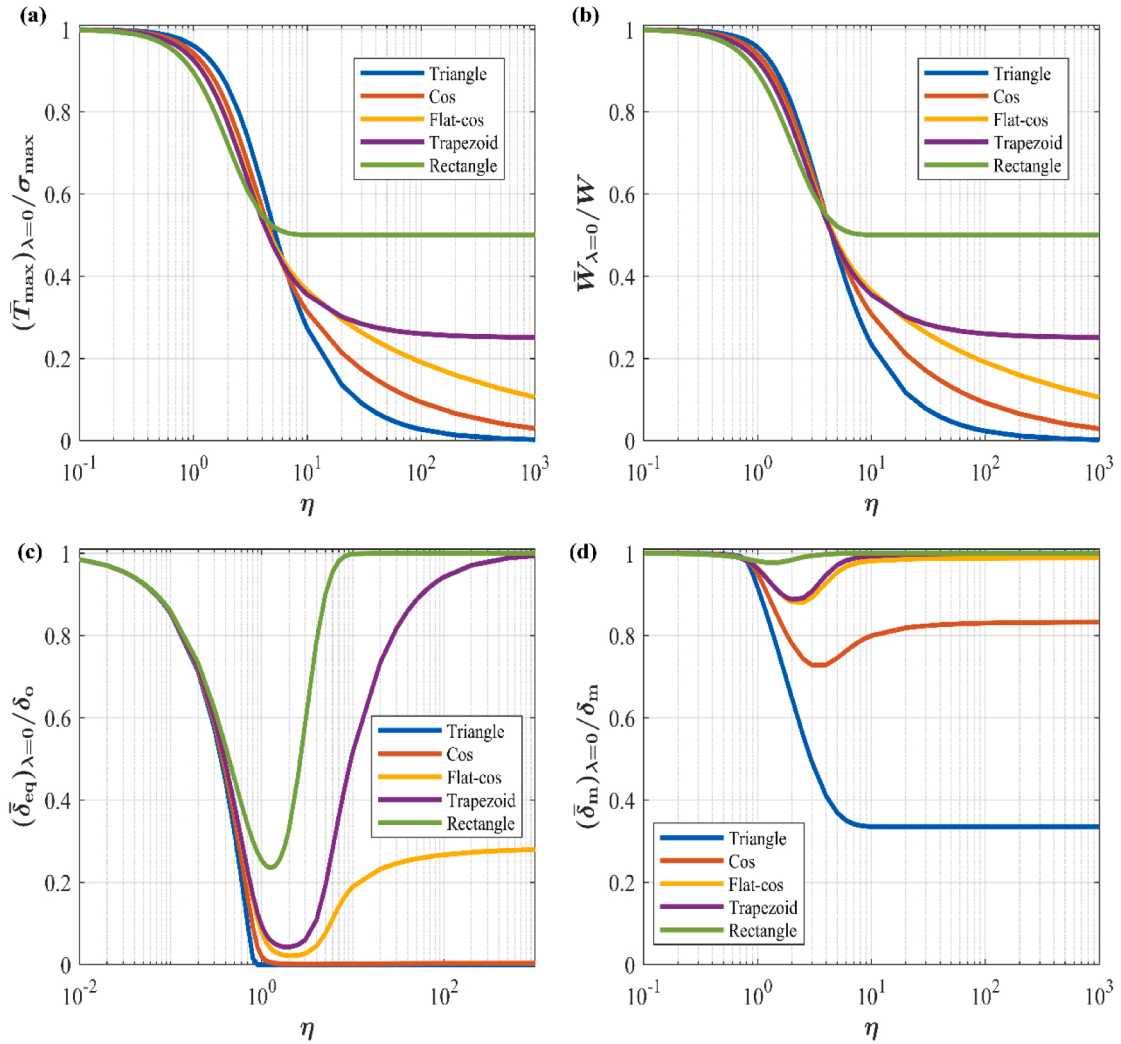 (a)
(T̄max)λ=0/σmax
1
0.8
0.6
0.4
0.2
0
Triangle
Cos
Flat-cos
Trapezoid
Rectangle
10⁻¹ 10⁰ 10¹ 10² 10³
η
(b)
W̄λ=0/W
1
0.8
0.6
0.4
0.2
0
Triangle
Cos
Flat-cos
Trapezoid
Rectangle
10⁻¹ 10⁰ 10¹ 10² 10³
η
(c)
(δ̄eq)λ=0/δo
1
0.8
0.6
0.4
0.2
0
Triangle
Cos
Flat-cos
Trapezoid
Rectangle
10⁻² 10⁰ 10²
η
(d)
(δ̄m)λ=0/δm
1
0.8
0.6
0.4
0.2
0
Triangle
Cos
Flat-cos
Trapezoid
Rectangle
10⁻¹ 10⁰ 10¹ 10² 10³
η